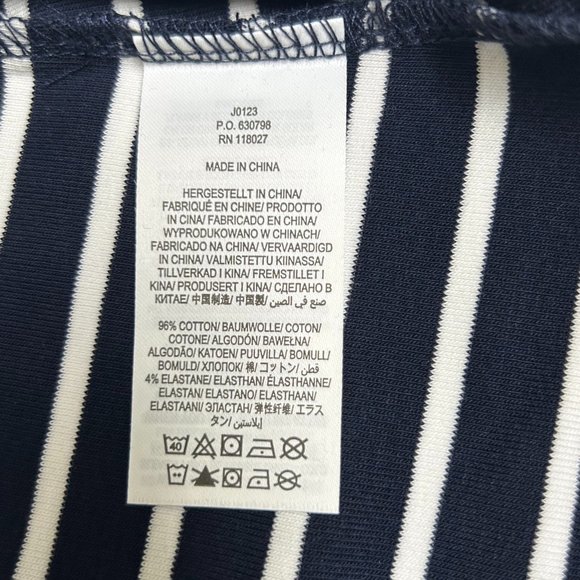 J0123
P.O. 630798
RN 118027
MADE IN CHINA
HERGESTELLT IN CHINA/
FABRIQUÉ EN CHINE/ PRODOTTO
IN CINA/ FABRICADO EN CHINA/
WYPRODUKOWANO W CHINACH/
FABRICADO NA CHINA/ VERVAARDIGD
IN CHINA/ VALMISTETTU KIINASSA/
TILLVERKAD I KINA/ FREMSTILLET I
KINA/ PRODUSERT I KINA/ СДЕЛАНО В
КИТАЕ/ 中国制造/ 中國製/ صنع في الصين/
96% COTTON/ BAUMWOLLE/ COTON/
COTONE/ ALGODÓN/ BAWEŁNA/
ALGODÃO/ KATOEN/ PUUVILLA/ BOMULL/
BOMULD/ ХЛОПОК/ 棉/ コットン/ قطن/
4% ELASTANE/ ELASTHAN/ ÉLASTHANNE/
ELASTAN/ ELASTANO/ ELASTHAAN/
ELASTAANI/ ЭЛАСТАН/ 弹性纤维/ エラス
タン/ إيلاستين/
40